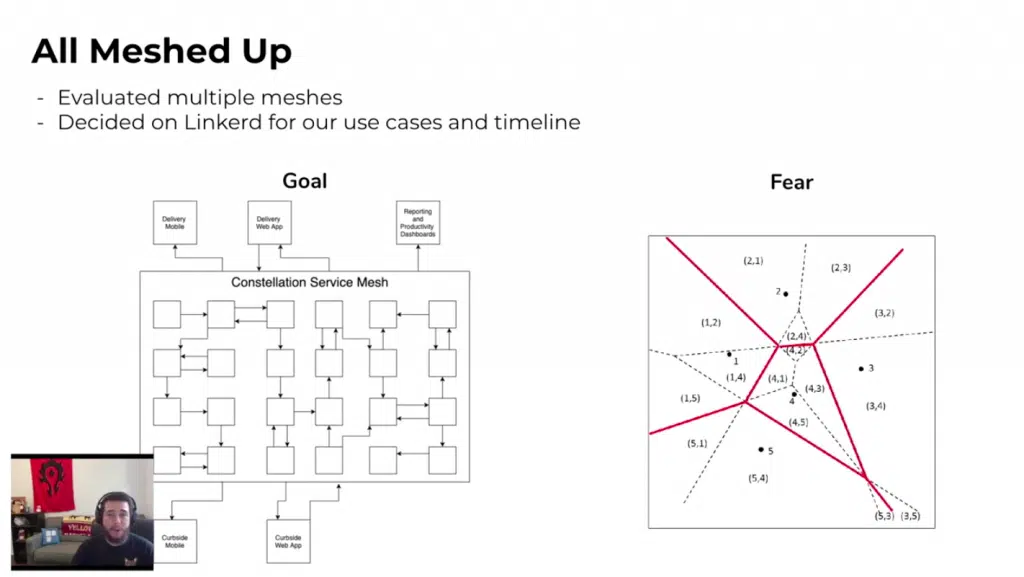 All Meshed Up
- Evaluated multiple meshes
- Decided on Linkerd for our use cases and timeline
Goal
Fear
Delivery
Mobile
Delivery
Web App
Reporting
and
Productivity
Dashboards
Constellation Service Mesh
Curbside
Mobile
Curbside
Web App
(2,1)
(2,3)
2
(1,2)
(3,2)
(2,4)
(4,2)
1
3
(1,4)
(4,1)
(4,3)
(1,5)
4
(3,4)
(4,5)
(5,1)
5
(5,4)
(5,3) (3,5)
YELLOW